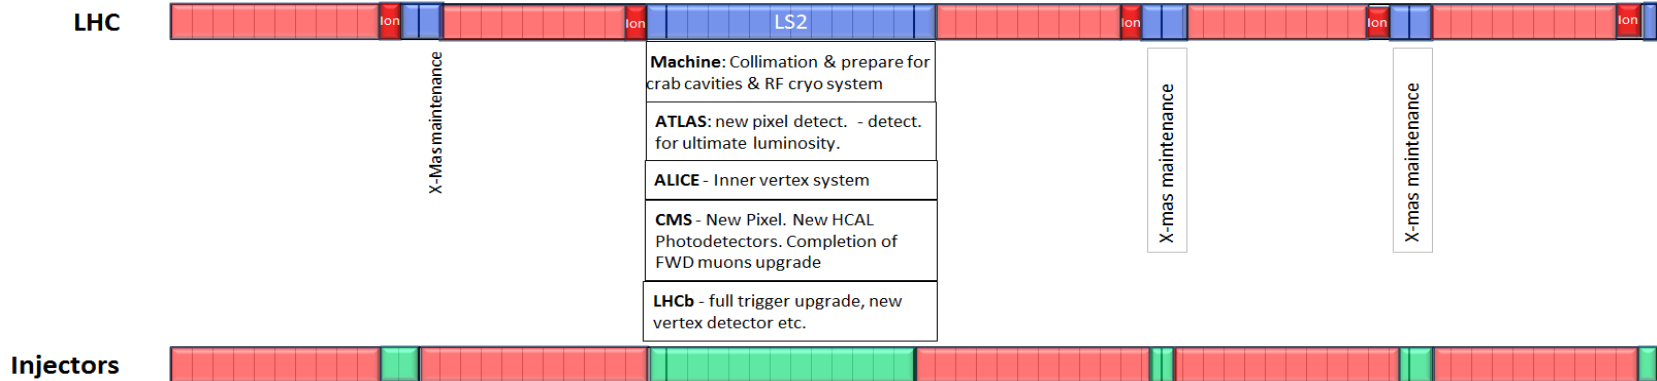 LHC
Ion
Ion
LS2
Ion
Ion
Ion
X-Mas maintenance
Machine: Collimation & prepare for
crab cavities & RF cryo system
ATLAS: new pixel detect. - detect.
for ultimate luminosity.
ALICE - Inner vertex system
CMS - New Pixel. New HCAL
Photodetectors. Completion of
FWD muons upgrade
LHCb - full trigger upgrade, new
vertex detector etc.
X-mas maintenance
X-mas maintenance
Injectors